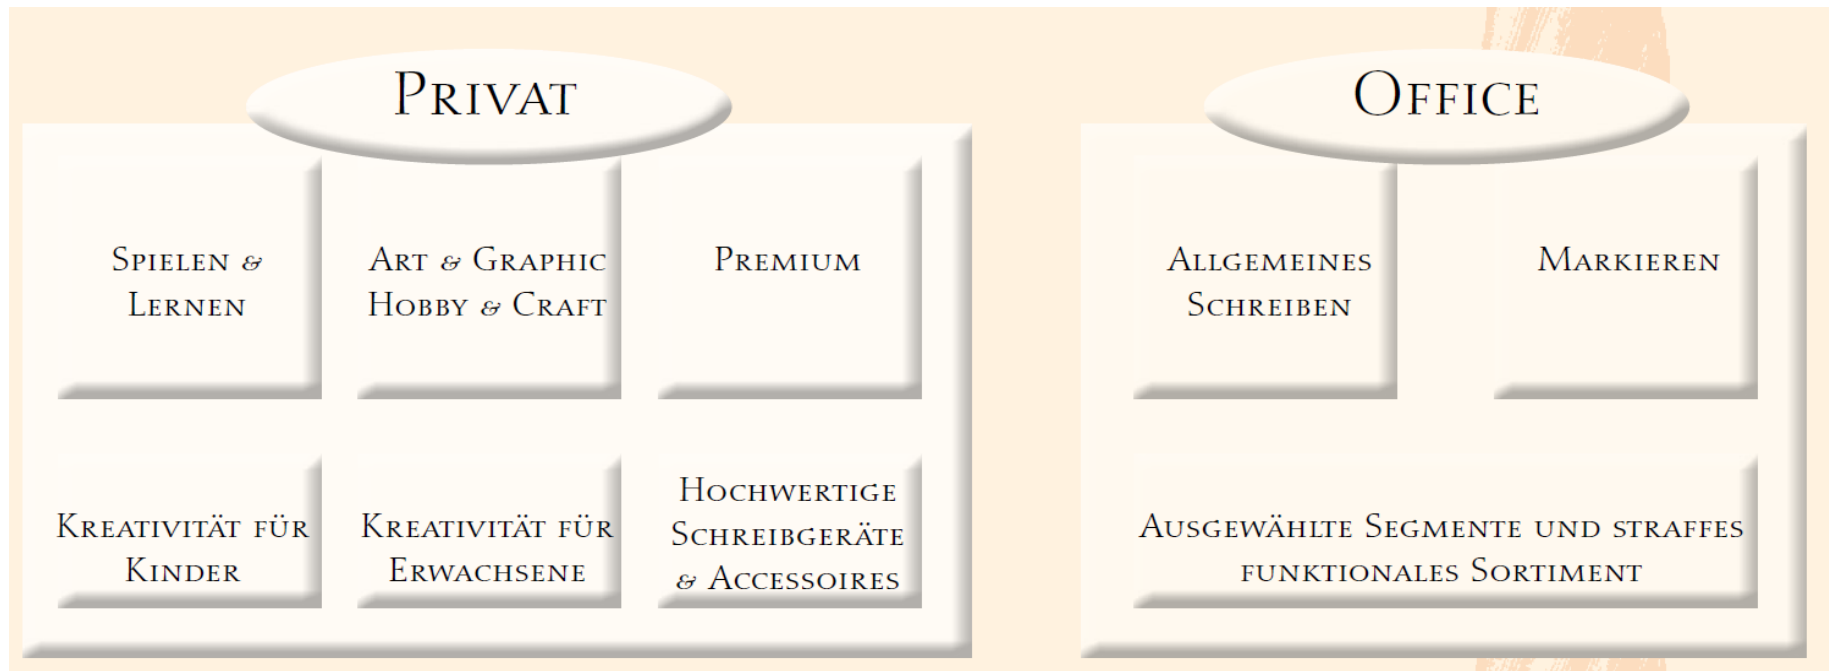 Privat
Spielen &
Lernen
Art & Graphic
Hobby & Craft
Premium
Kreativität für
Kinder
Kreativität für
Erwachsene
Hochwertige
Schreibgeräte
& Accessoires
Office
Allgemeines
Schreiben
Markieren
Ausgewählte Segmente und straffes
funktionales Sortiment